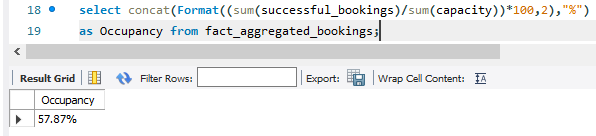 18 select concat(Format((sum(successful_bookings)/sum(capacity))*100,2),"%")
19 as Occupancy from fact_aggregated_bookings;
Result Grid Filter Rows: Export: Wrap Cell Content: IA
Occupancy
57.87%